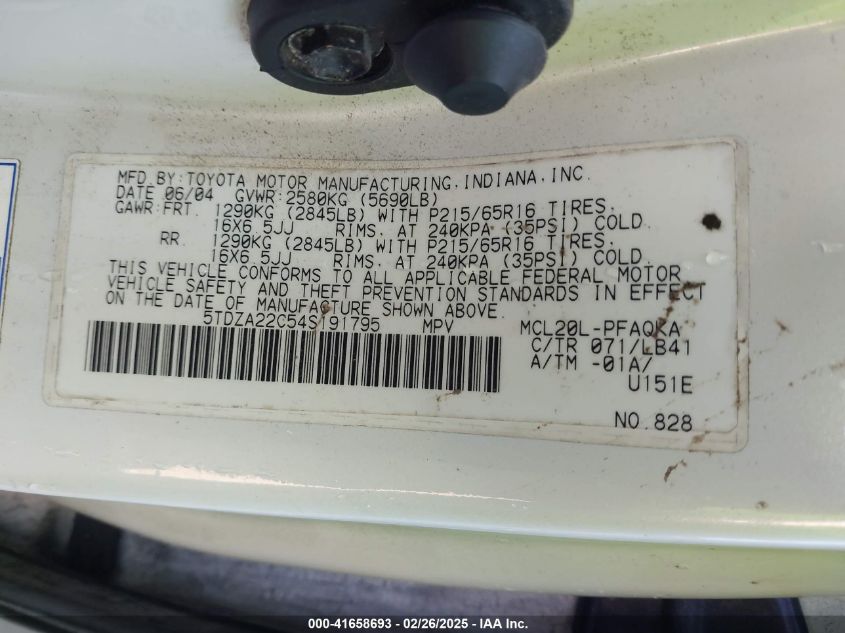 MFD.BY:TOYOTA MOTOR MANUFACTURING,INDIANA,INC.
DATE 06/04 GVWR:2580KG (5690LB)
GAWR:FRT. 1290KG (2845LB) WITH P215/65R16 TIRES.
16X6.5JJ RIMS. AT 240KPA (35PSI) COLD.
RR. 1290KG (2845LB) WITH P215/65R16 TIRES.
16X6.5JJ RIMS. AT 240KPA (35PSI) COLD.
THIS VEHICLE CONFORMS TO ALL APPLICABLE FEDERAL MOTOR
VEHICLE SAFETY AND THEFT PREVENTION STANDARDS IN EFFECT
ON THE DATE OF MANUFACTURE SHOWN ABOVE.
5TDZA22C54S191795 MPV MCL20L-PFAQKA
C/TR 071/LB41
A/TM -01A/
U151E
NO.828
000-41658693 - 02/26/2025 - IAA Inc.